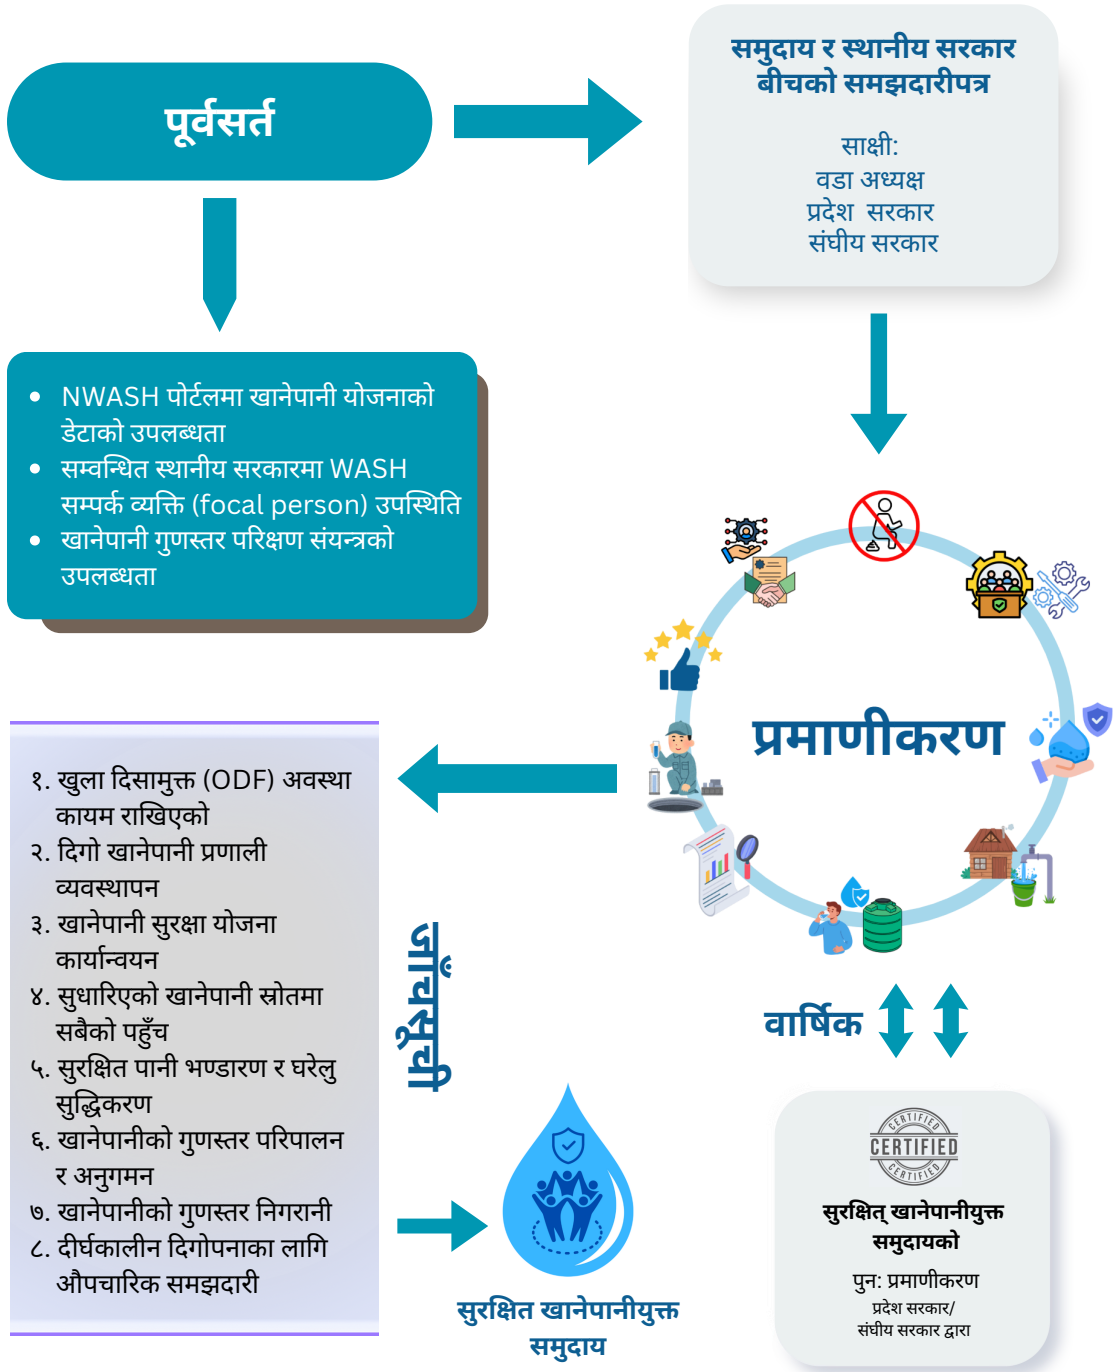 पूर्वसर्त
समुदाय र स्थानीय सरकार
बीचको समझदारीपत्र
साक्षी:
वडा अध्यक्ष
प्रदेश सरकार
संघीय सरकार
NWASH पोर्टलमा खानेपानी योजनाको
डेटाको उपलब्धता
सम्वन्धित स्थानीय सरकारमा WASH
सम्पर्क व्यक्ति (focal person) उपस्थिति
खानेपानी गुणस्तर परिक्षण संयन्त्रको
उपलब्धता
प्रमाणीकरण
१. खुला दिसामुक्त (ODF) अवस्था
कायम राखिएको
२. दिगो खानेपानी प्रणाली
व्यवस्थापन
३. खानेपानी सुरक्षा योजना
कार्यान्वयन
४. सुधारिएको खानेपानी स्रोतमा
सबैको पहुँच
५. सुरक्षित पानी भण्डारण र घरेलु
सुद्धिकरण
६. खानेपानीको गुणस्तर परिपालन
र अनुगमन
७. खानेपानीको गुणस्तर निगरानी
८. दीर्घकालीन दिगोपनाका लागि
औपचारिक समझदारी
जाँचसूची
सुरक्षित खानेपानीयुक्त
समुदाय
वार्षिक
CERTIFIED
CERTIFIED
CERTIFIED
सुरक्षित् खानेपानीयुक्त
समुदायको
पुन: प्रमाणीकरण
प्रदेश सरकार/
संघीय सरकार द्वारा